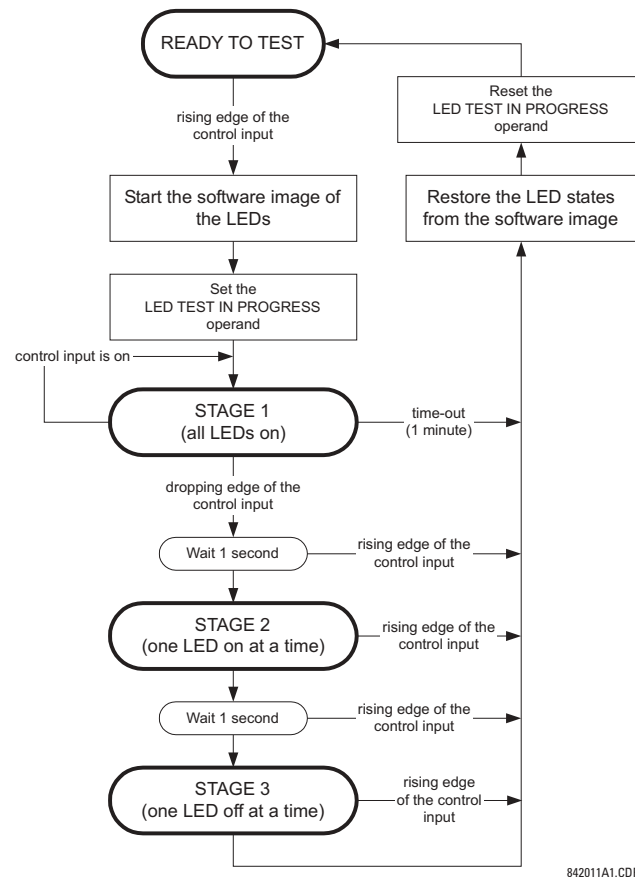 READY TO TEST
rising edge of the
control input
Start the software image of
the LEDs
Set the
LED TEST IN PROGRESS
operand
control input is on
STAGE 1
(all LEDs on)
time-out
(1 minute)
dropping edge of the
control input
Wait 1 second
rising edge of the
control input
STAGE 2
(one LED on at a time)
rising edge of the
control input
Wait 1 second
rising edge of the
control input
STAGE 3
(one LED off at a time)
rising edge
of the control
input
Restore the LED states
from the software image
Reset the
LED TEST IN PROGRESS
operand